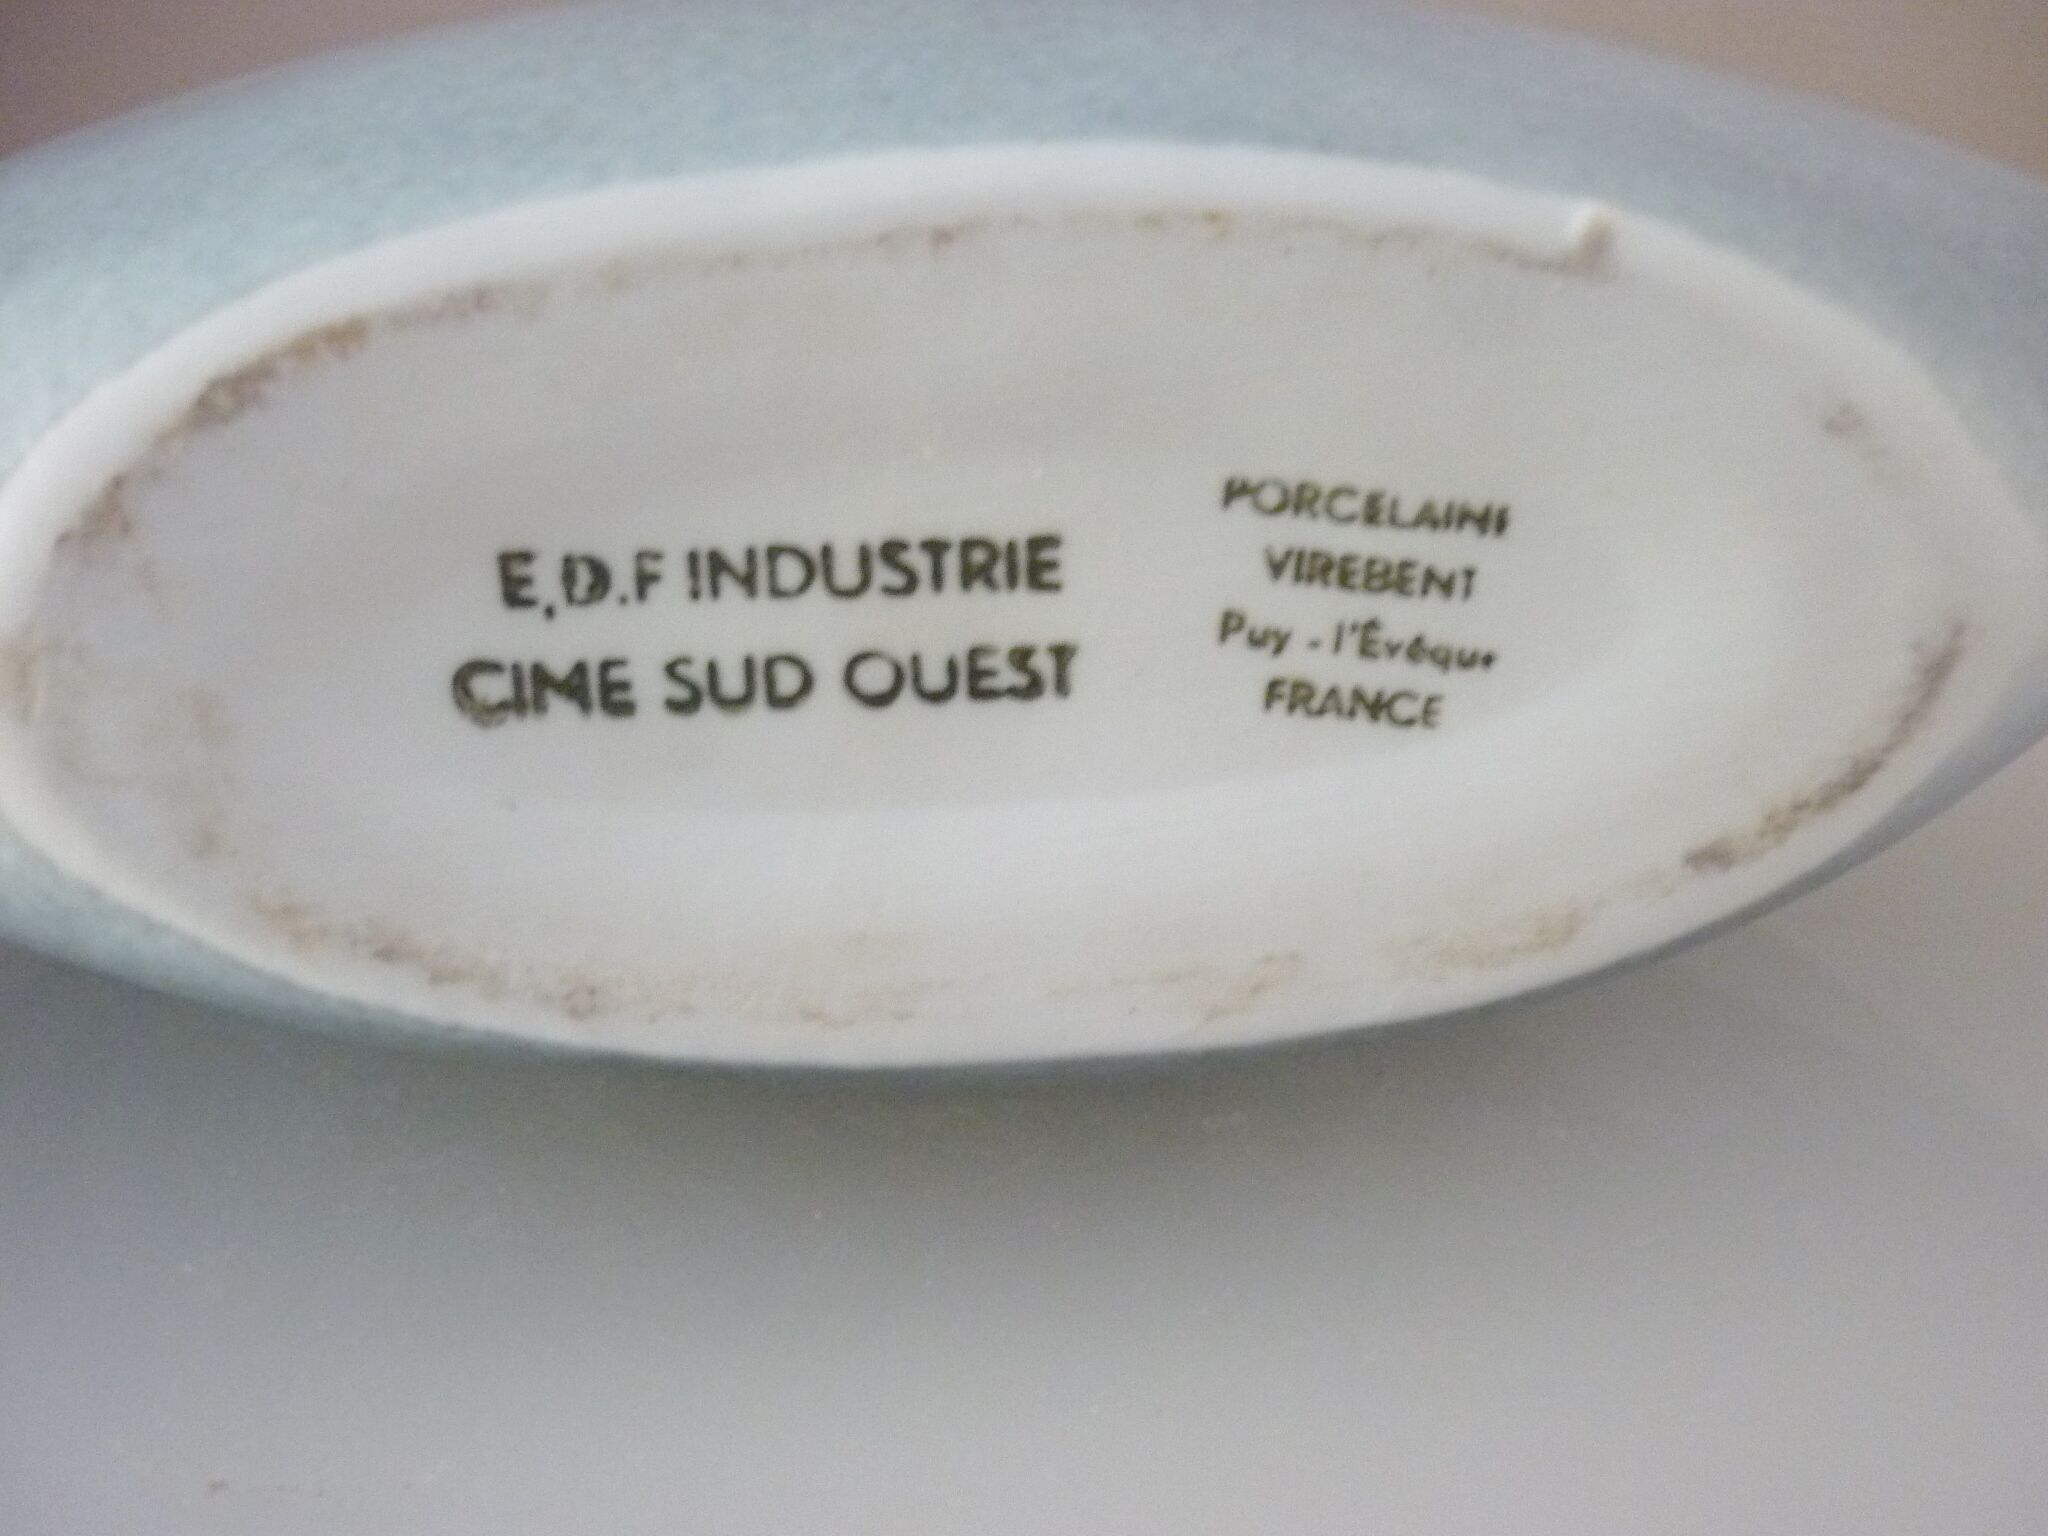 E.D.F INDUSTRIE
CIME SUD OUEST
PORCELAINE
VIREBENT
Puy - l'Évêque
FRANCE